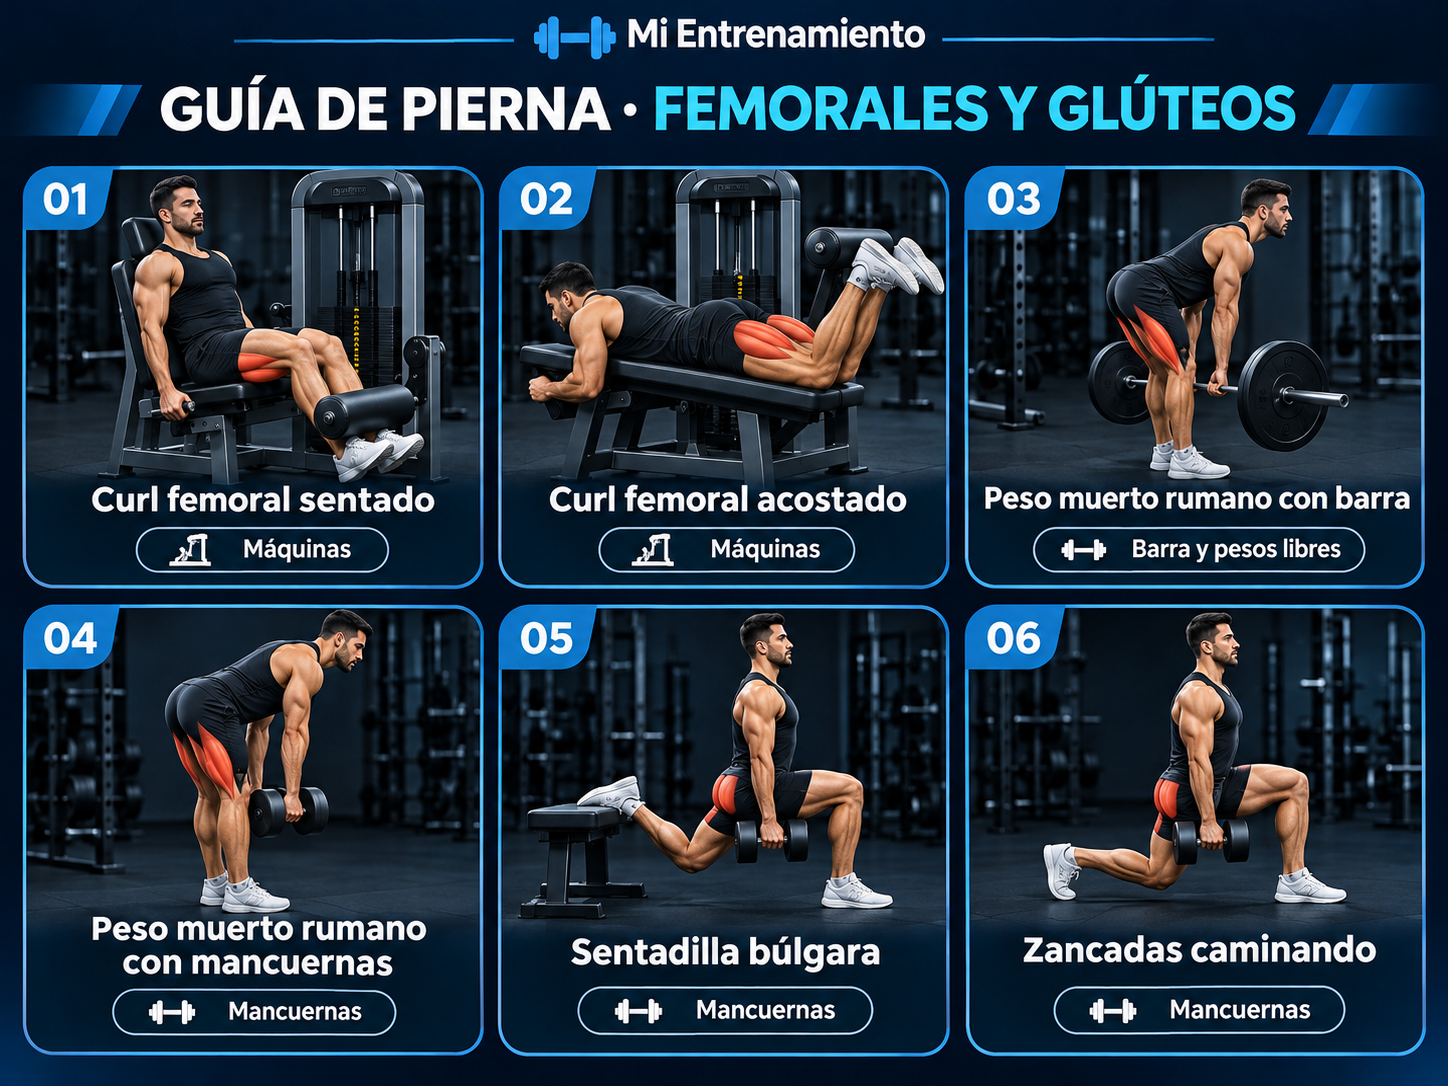 Mi Entrenamiento
GUÍA DE PIERNA • FEMORALES Y GLÚTEOS
01
Curl femoral sentado
Máquinas
02
Curl femoral acostado
Máquinas
03
Peso muerto rumano con barra
Barra y pesos libres
04
Peso muerto rumano
con mancuernas
Mancuernas
05
Sentadilla búlgara
Mancuernas
06
Zancadas caminando
Mancuernas